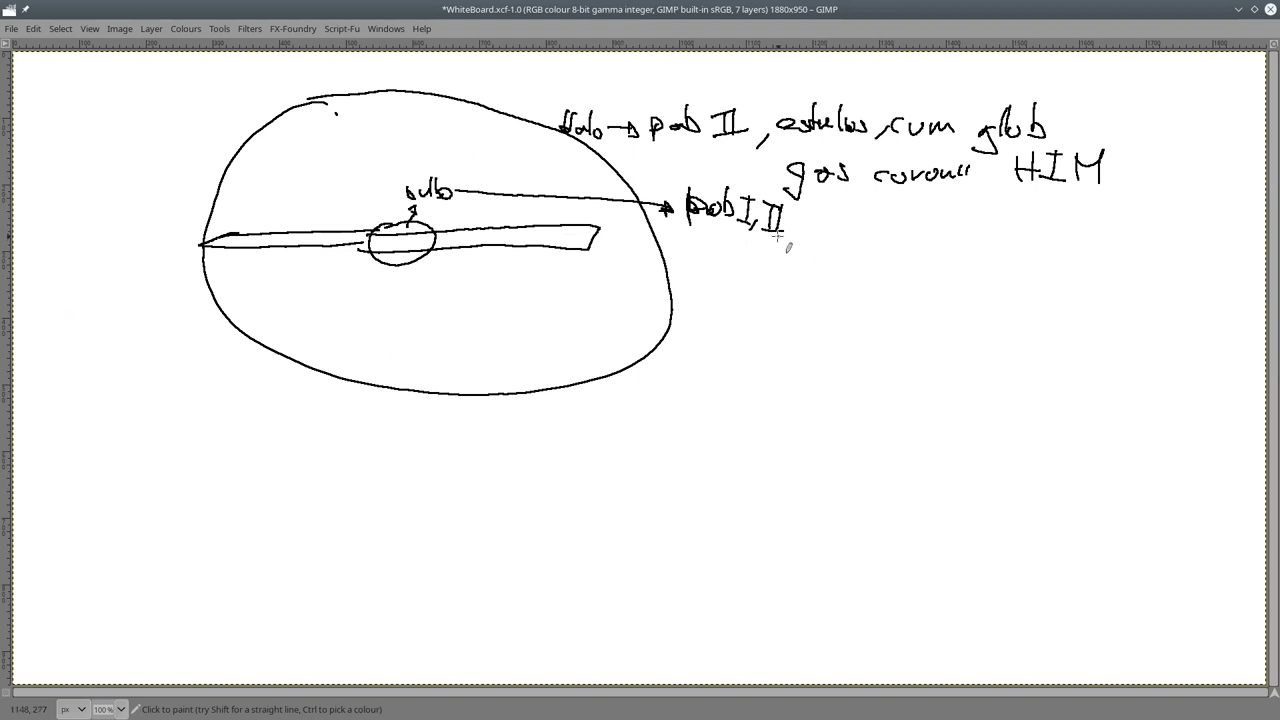 *WhiteBoard.xcf-1.0 (RGB colour 8-bit gamma integer, GIMP built-in sRGB, 7 layers) 1880x950 – GIMP
File Edit Select View Image Layer Colours Tools Filters FX-Foundry Script-Fu Windows Help
Halo → pob II, , cum glob
gas HIM
bulbo → pob I, II
1148, 277 px 100% Click to paint (try Shift for a straight line, Ctrl to pick a colour)